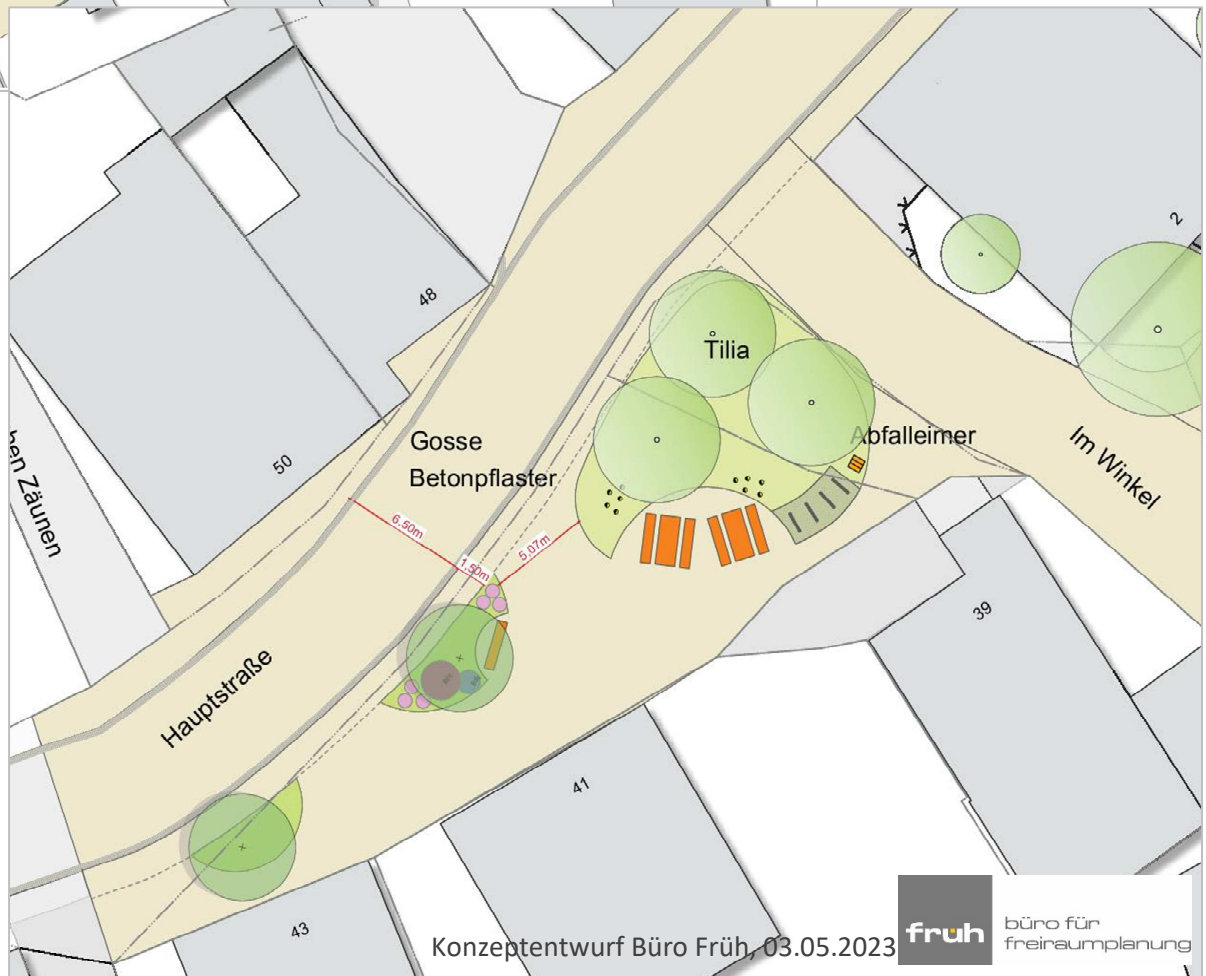 48
2
Tilia
Gosse
Betonpflaster
Abfalleimer
Im Winkel
50
hen Zäunen
6.50m
1.50m
5.07m
39
Hauptstraße
41
43
Konzeptentwurf Büro Früh, 03.05.2023
früh
büro für
freiraumplanung